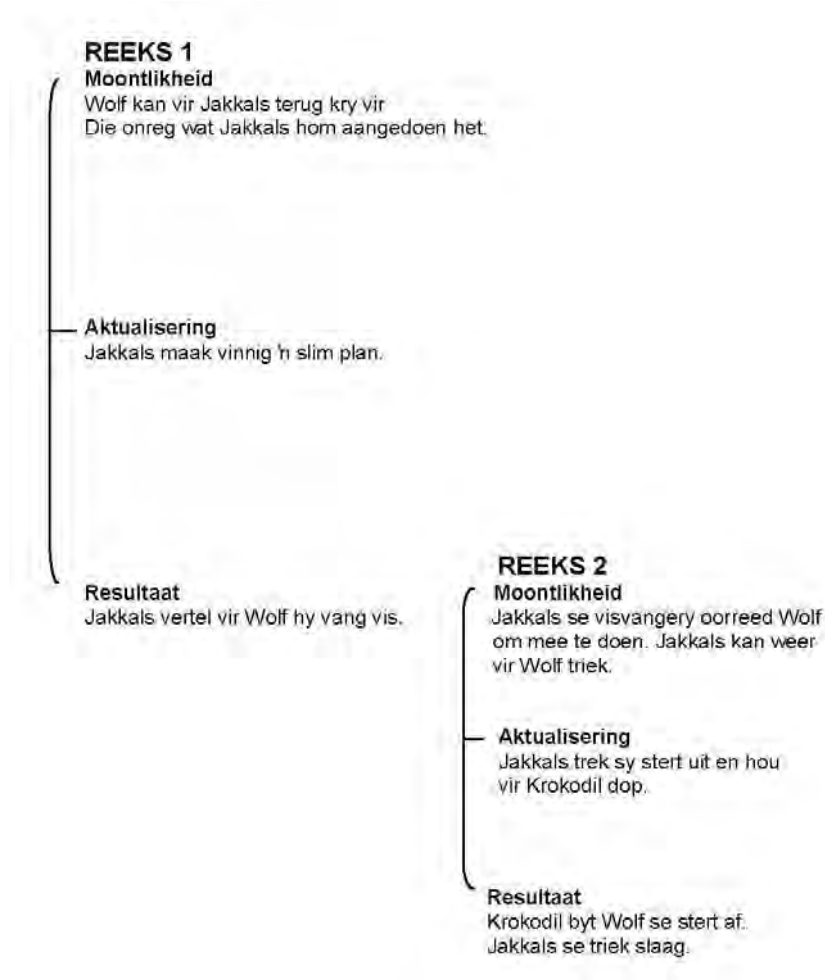 REEKS 1
Moontlikheid
Wolf kan vir Jakkals terug kry vir
Die onreg wat Jakkals hom aangedoen het.
Aktualisering
Jakkals maak vinnig 'n slim plan.
Resultaat
Jakkals vertel vir Wolf hy vang vis.
REEKS 2
Moontlikheid
Jakkals se visvangery oorreed Wolf
om mee te doen. Jakkals kan weer
vir Wolf triek.
Aktualisering
Jakkals trek sy stert uit en hou
vir Krokodil dop.
Resultaat
Krokodil byt Wolf se stert af.
Jakkals se triek slaag.